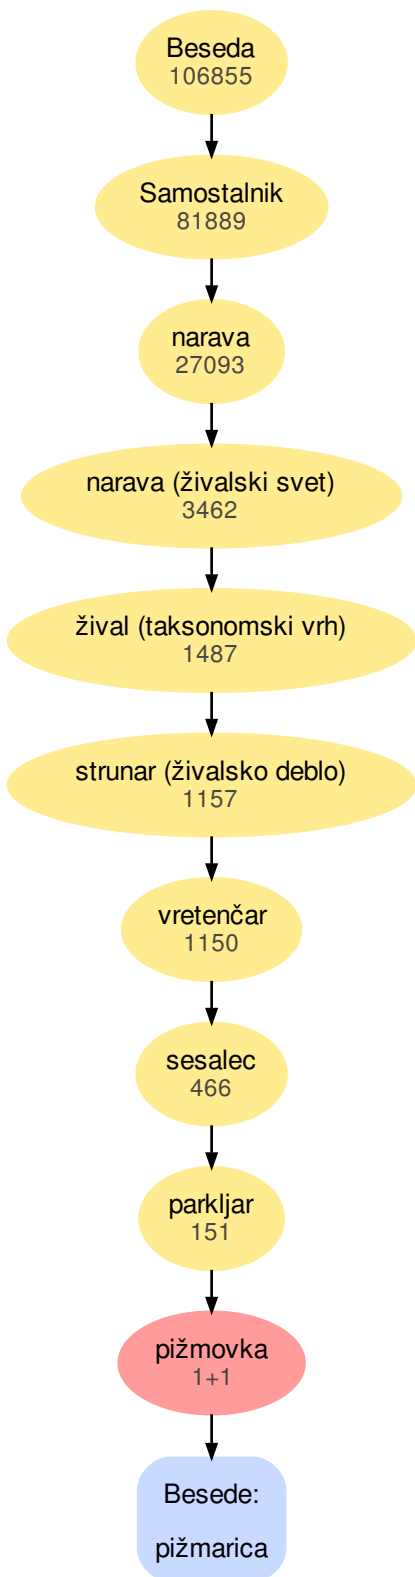 Beseda
106855
Samostalnik
81889
narava
27093
narava (živalski svet)
3462
žival (taksonomski vrh)
1487
strunar (živalsko deblo)
1157
vretenčar
1150
sesalec
466
parkljar
151
pižmovka
1+1
Besede:
pižmarica